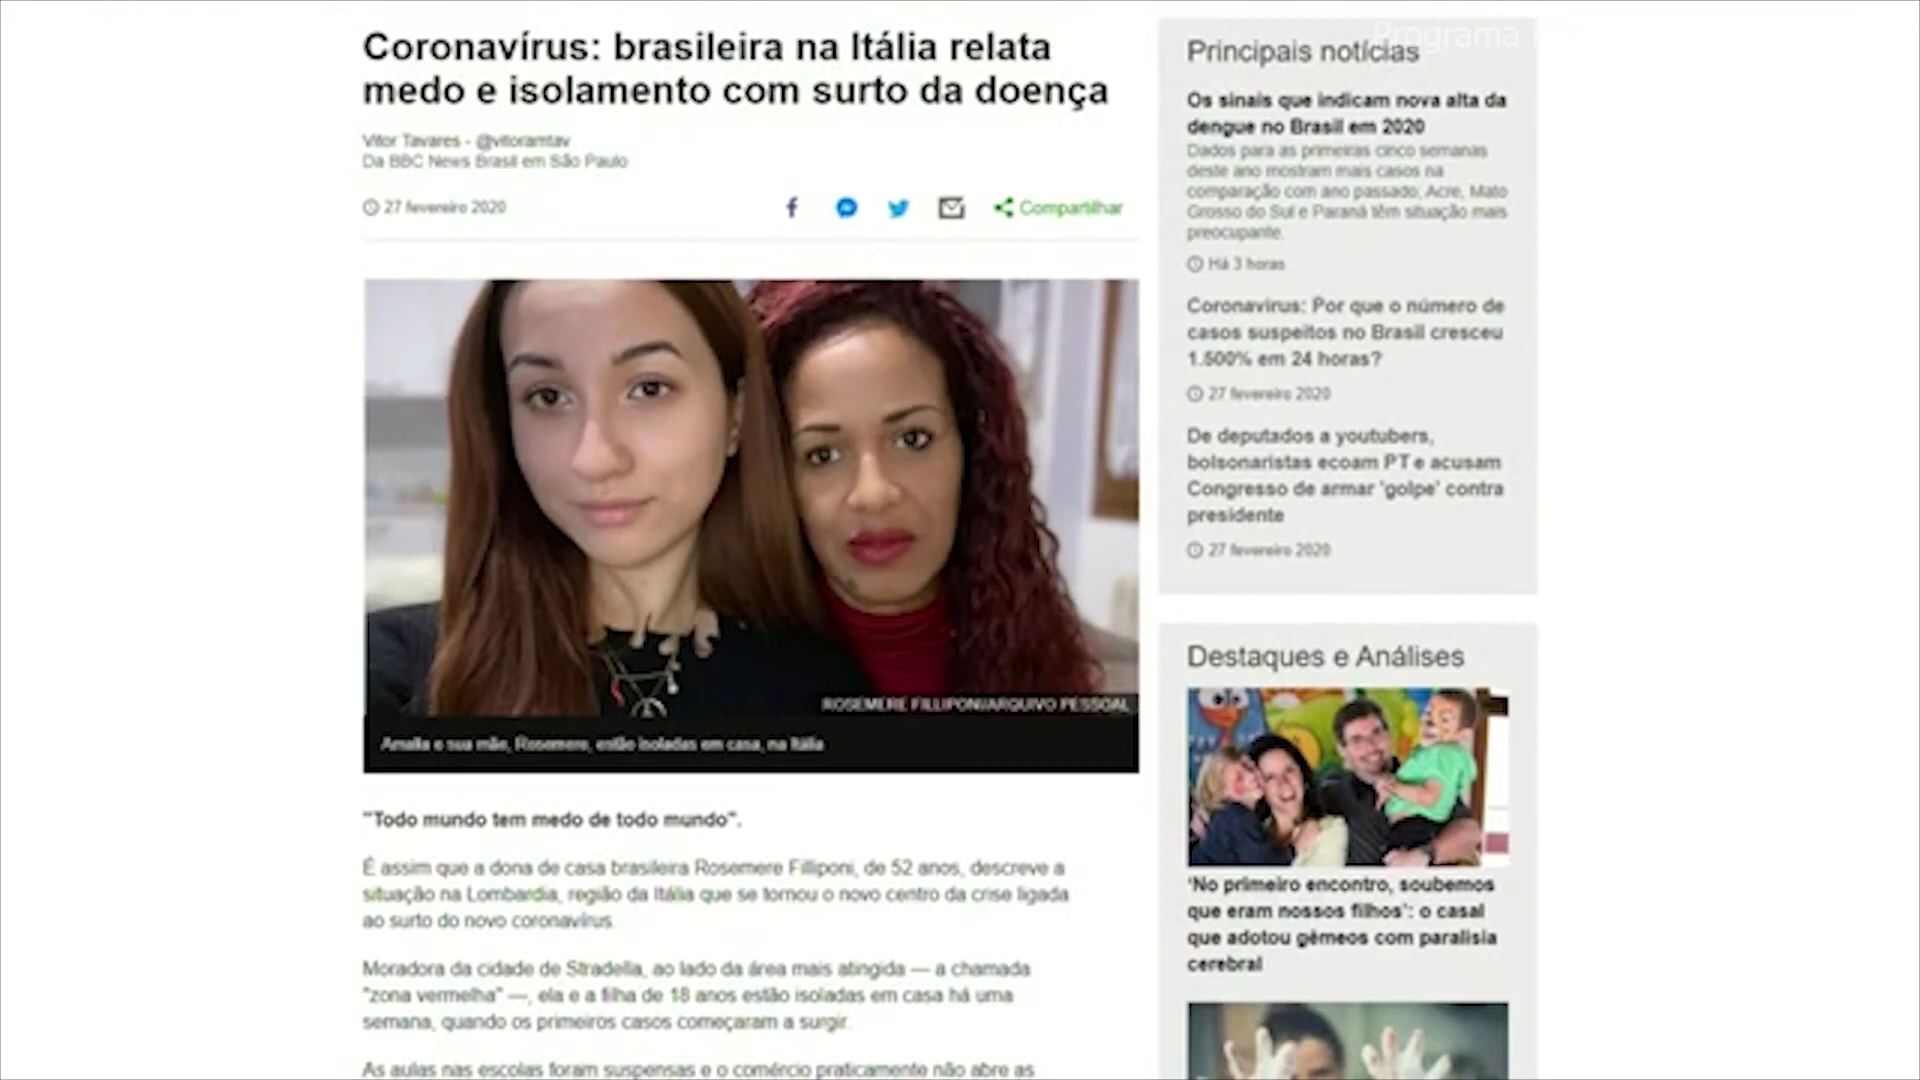 Coronavírus: brasileira na Itália relata
medo e isolamento com surto da doença
Vitor Tavares - @vitoramtav
Da BBC News Brasil em São Paulo
27 fevereiro 2020
Compartilhar
ROSEMERE FILLIPONI/ARQUIVO PESSOAL
Amalia e sua mãe, Rosemere, estão isoladas em casa, na Itália
"Todo mundo tem medo de todo mundo".
É assim que a dona de casa brasileira Rosemere Filliponi, de 52 anos, descreve a
situação na Lombardia, região da Itália que se tornou o novo centro da crise ligada
ao surto do novo coronavírus.
Moradora da cidade de Stradella, ao lado da área mais atingida — a chamada
"zona vermelha" —, ela e a filha de 18 anos estão isoladas em casa há uma
semana, quando os primeiros casos começaram a surgir.
As aulas nas escolas foram suspensas e o comércio praticamente não abre as
Programa
Principais notícias
Os sinais que indicam nova alta da
dengue no Brasil em 2020
Dados para as primeiras cinco semanas
deste ano mostram mais casos na
comparação com ano passado; Acre, Mato
Grosso do Sul e Paraná têm situação mais
preocupante.
Há 3 horas
Coronavírus: Por que o número de
casos suspeitos no Brasil cresceu
1.500% em 24 horas?
27 fevereiro 2020
De deputados a youtubers,
bolsonaristas ecoam PT e acusam
Congresso de armar 'golpe' contra
presidente
27 fevereiro 2020
Destaques e Análises
'No primeiro encontro, soubemos
que eram nossos filhos': o casal
que adotou gêmeos com paralisia
cerebral